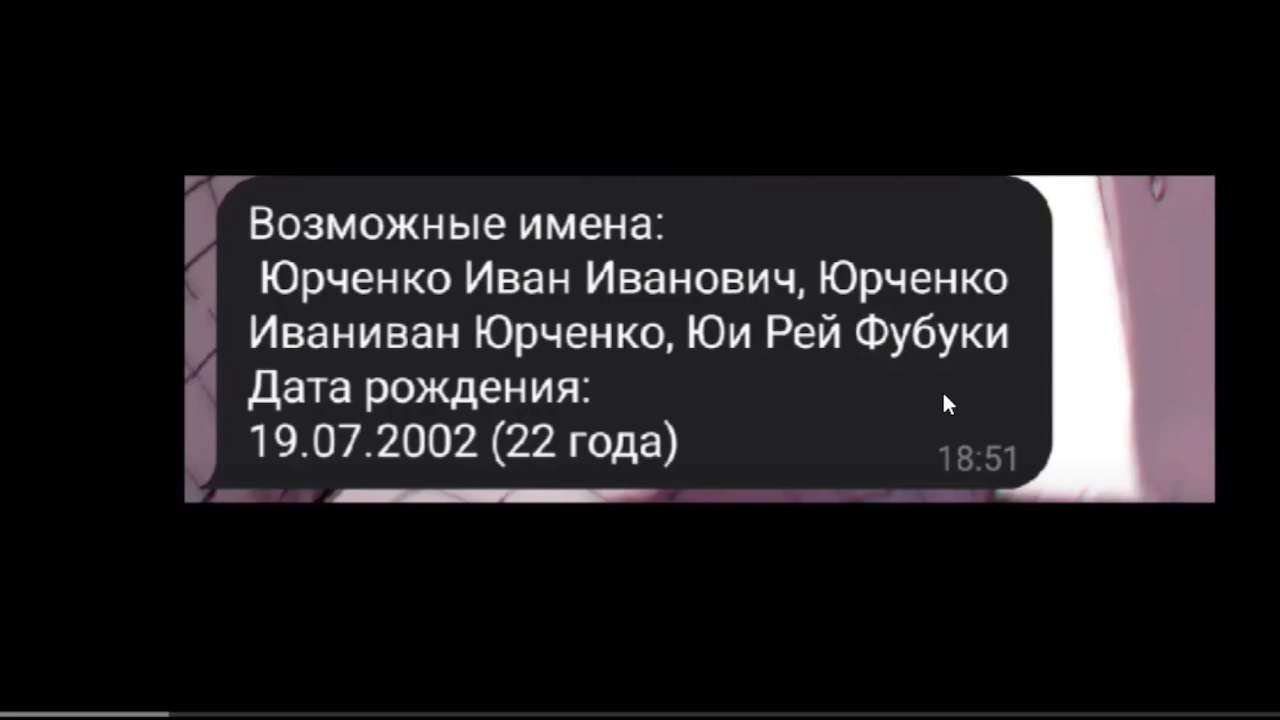 Возможные имена:
Юрченко Иван Иванович, Юрченко
Иваниван Юрченко, Юи Рей Фубуки
Дата рождения:
19.07.2002 (22 года)
18:51